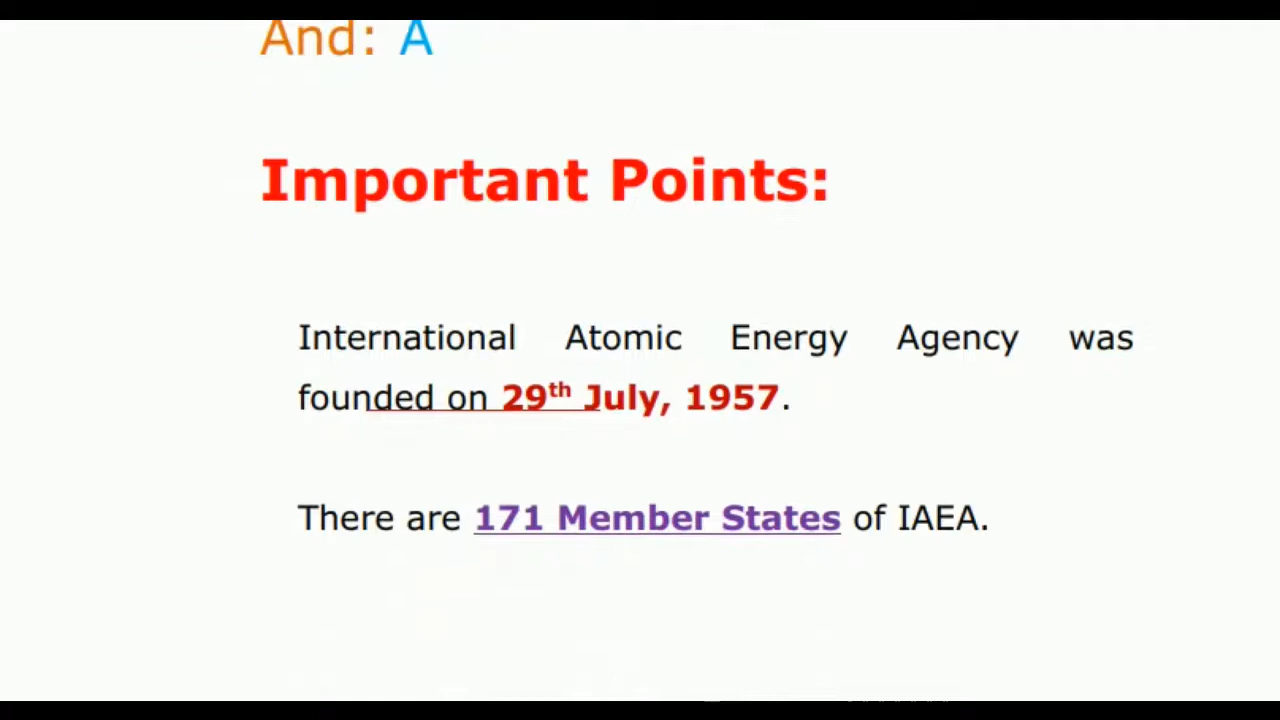 And: A
Important Points:
International Atomic Energy Agency was
founded on 29th July, 1957.
There are 171 Member States of IAEA.